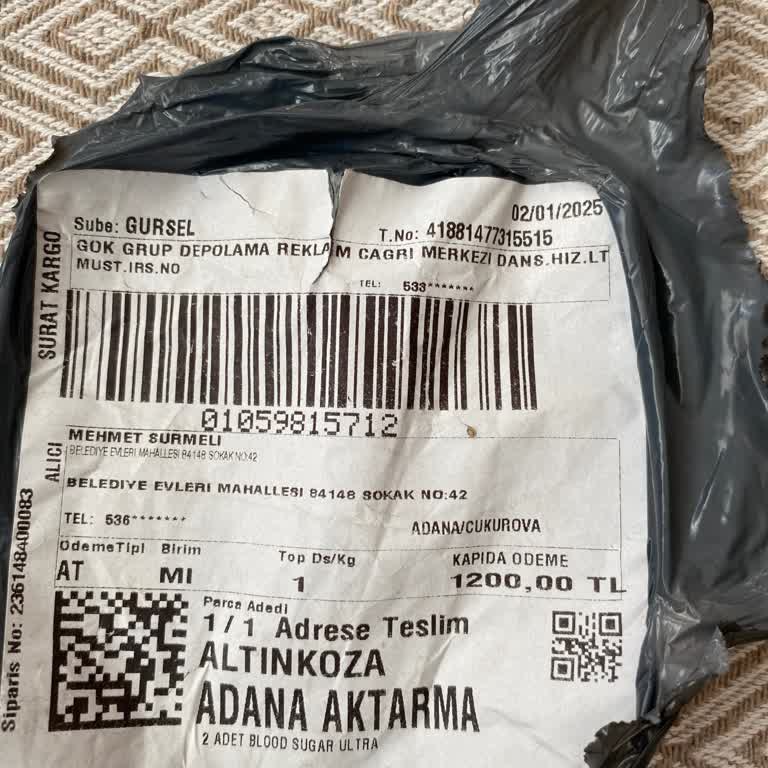 02/01/2025
Sube: GURSEL
T.No: 41881477315515
GOK GRUP DEPOLAMA REKLAM CAGRI MERKEZI DANS.HIZ.LT
MUST.IRS.NO
TEL: 533*******
SURAT KARGO
01059815712
ALICI
MEHMET SURMELI
BELEDIYE EVLERI MAHALLESI 84148 SOKAK NO:42
BELEDIYE EVLERI MAHALLESI 84148 SOKAK NO:42
TEL: 536*******
ADANA/CUKUROVA
OdemeTipi Birim Top Ds/Kg KAPIDA ODEME
AT MI 1 1200,00 TL
Siparis No: 236148400083
Parca Adedi
1/1 Adrese Teslim
ALTINKOZA
ADANA AKTARMA
2 ADET BLOOD SUGAR ULTRA